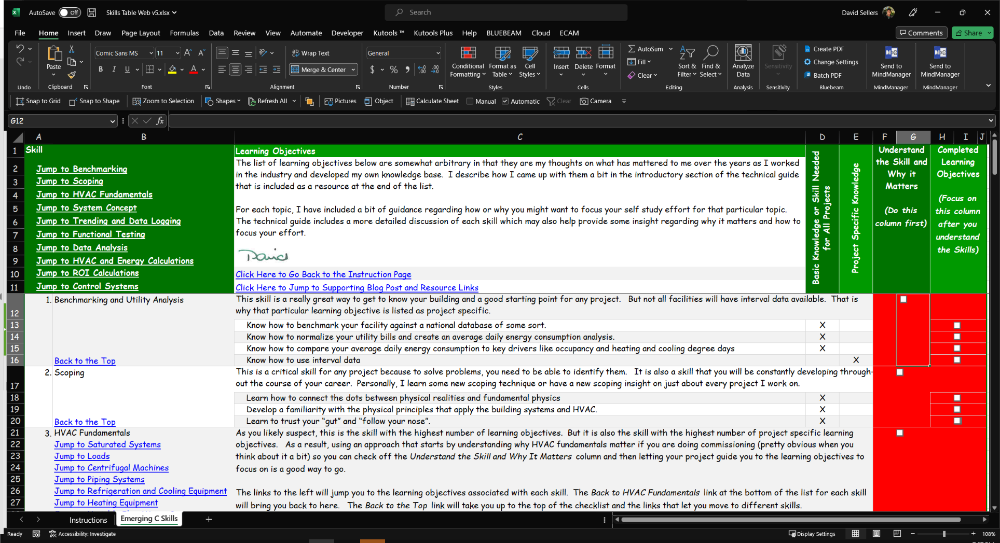 AutoSave Off Skills Table Web v5.xlsx Search David Sellers
File Home Insert Draw Page Layout Formulas Data Review View Automate Developer Kutools ™ Kutools Plus Help BLUEBEAM Cloud ECAM Comments Share
Paste Comic Sans MS 11 A A Wrap Text General Conditional Formatting Format as Table Cell Styles Insert Delete Format AutoSum Sort & Filter Find & Select Analyze Data Sensitivity Create PDF Send to MindManager Send to MindManager
B I U A Merge & Center $ % Fill Change Settings
Clear Batch PDF
Undo Clipboard Font Alignment Number Styles Cells Editing Analysis Sensitivity Bluebeam MindManager MindManager
Snap to Grid Snap to Shape Zoom to Selection Shapes Refresh All Pictures Object Calculate Sheet Manual Automatic Clear Camera
G12 fx
A B C D E F G H I J
1 Skill
2 Jump to Benchmarking
3 Jump to Scoping
4 Jump to HVAC Fundamentals
5 Jump to System Concept
6 Jump to Trending and Data Logging
7 Jump to Functional Testing
8 Jump to Data Analysis
9 Jump to HVAC and Energy Calculations
10 Jump to ROI Calculations
11 Jump to Control Systems
Learning Objectives
The list of learning objectives below are somewhat arbitrary in that they are my thoughts on what has mattered to me over the years as I worked
in the industry and developed my own knowledge base. I describe how I came up with them a bit in the introductory section of the technical guide
that is included as a resource at the end of the list.
For each topic, I have included a bit of guidance regarding how or why you might want to focus your self study effort for that particular topic.
The technical guide includes a more detailed discussion of each skill which may also help provide some insight regarding why it matters and how to
focus your effort.
David
Click Here to Go Back to the Instruction Page
Click Here to Jump to Supporting Blog Post and Resource Links
Basic Knowledge or Skill Needed
for All Projects
Project Specific Knowledge
Understand
the Skill and
Why it
Matters
(Do this
column first)
Completed
Learning
Objectives
(Focus on
this column
after you
understand
the Skills)
12 1. Benchmarking and Utility Analysis
This skill is a really great way to get to know your building and a good starting point for any project. But not all facilities will have interval data available. That is
why that particular learning objective is listed as project specific.
13 Know how to benchmark your facility against a national database of some sort. X
14 Know how to normalize your utility bills and create an average daily energy consumption analysis. X
15 Know how to compare your average daily energy consumption to key drivers like occupancy and heating and cooling degree days X
16 Back to the Top Know how to use interval data X
17 2. Scoping
This is a critical skill for any project because to solve problems, you need to be able to identify them. It is also a skill that you will be constantly developing through-
out the course of your career. Personally, I learn some new scoping technique or have a new scoping insight on just about every project I work on.
18 Learn how to connect the dots between physical realities and fundamental physics X
19 Develop a familiarity with the physical principles that apply the building systems and HVAC. X
20 Back to the Top Learn to trust your “gut” and “follow your nose”. X
21 3. HVAC Fundamentals
22 Jump to Saturated Systems
23 Jump to Loads
24 Jump to Centrifugal Machines
25 Jump to Piping Systems
26 Jump to Refrigeration and Cooling Equipment
27 Jump to Heating Equipment
As you likely suspect, this is the skill with the highest number of learning objectives. But it is also the skill with the highest number of project specific learning
objectives. As a result, using an approach that starts by understanding why HVAC fundamentals matter if you are doing commissioning (pretty obvious when you
think about it a bit) so you can check off the Understand the Skill and Why It Matters column and then letting your project guide you to the learning objectives to
focus on is a good way to go.
The links to the left will jump you to the learning objectives associated with each skill. The Back to HVAC Fundamentals link at the bottom of the list for each skill
will bring you back to here. The Back to the Top link will take you up to the top of the checklist and the links that let you move to different skills.
Instructions Emerging C Skills
Ready Accessibility: Investigate Display Settings 108%